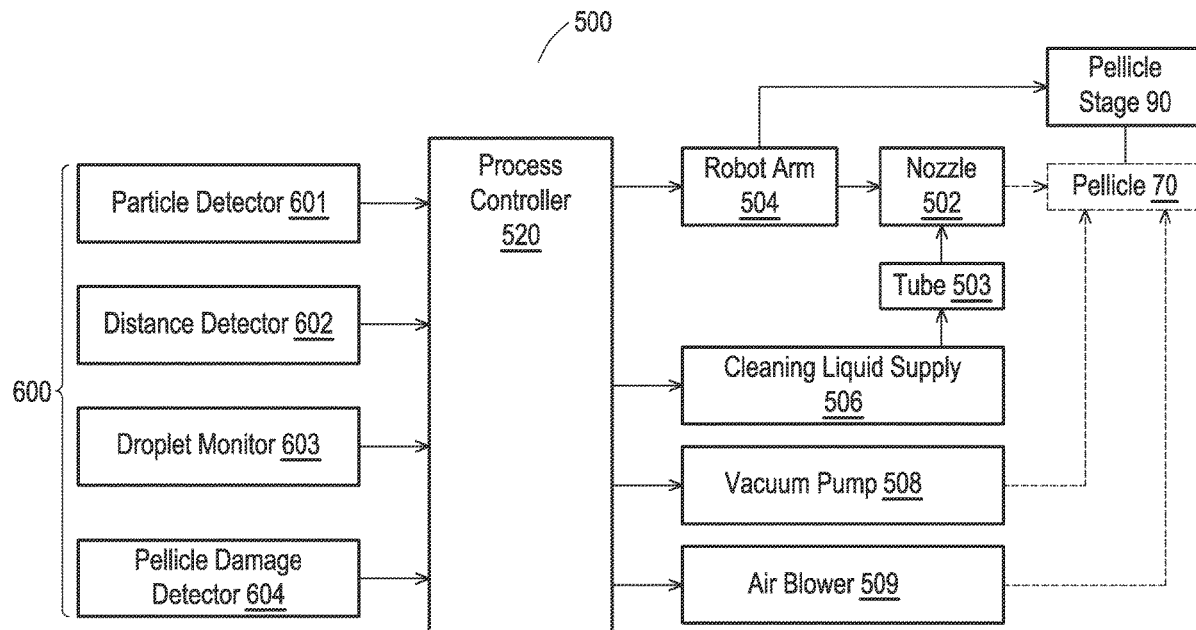 500
Pellicle
Stage 90
Process
Controller
520
Particle Detector 601
Robot Arm
504
Nozzle
502
Pellicle 70
Tube 503
Distance Detector 602
Cleaning Liquid Supply
506
600
Droplet Monitor 603
Vacuum Pump 508
Pellicle Damage
Detector 604
Air Blower 509